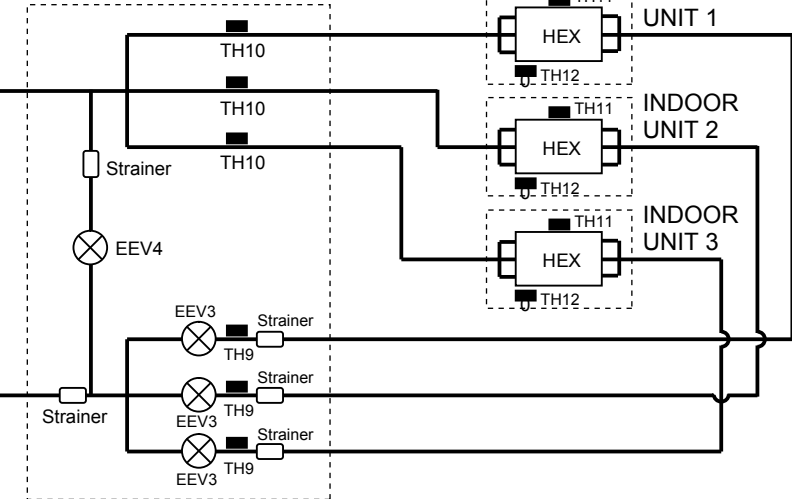 UNIT 1
HEX
TH12
TH10
TH10
TH10
INDOOR
UNIT 2
TH11
HEX
TH12
Strainer
INDOOR
UNIT 3
TH11
HEX
TH12
EEV4
EEV3
Strainer
TH9
Strainer
EEV3
TH9
Strainer
Strainer
EEV3
TH9